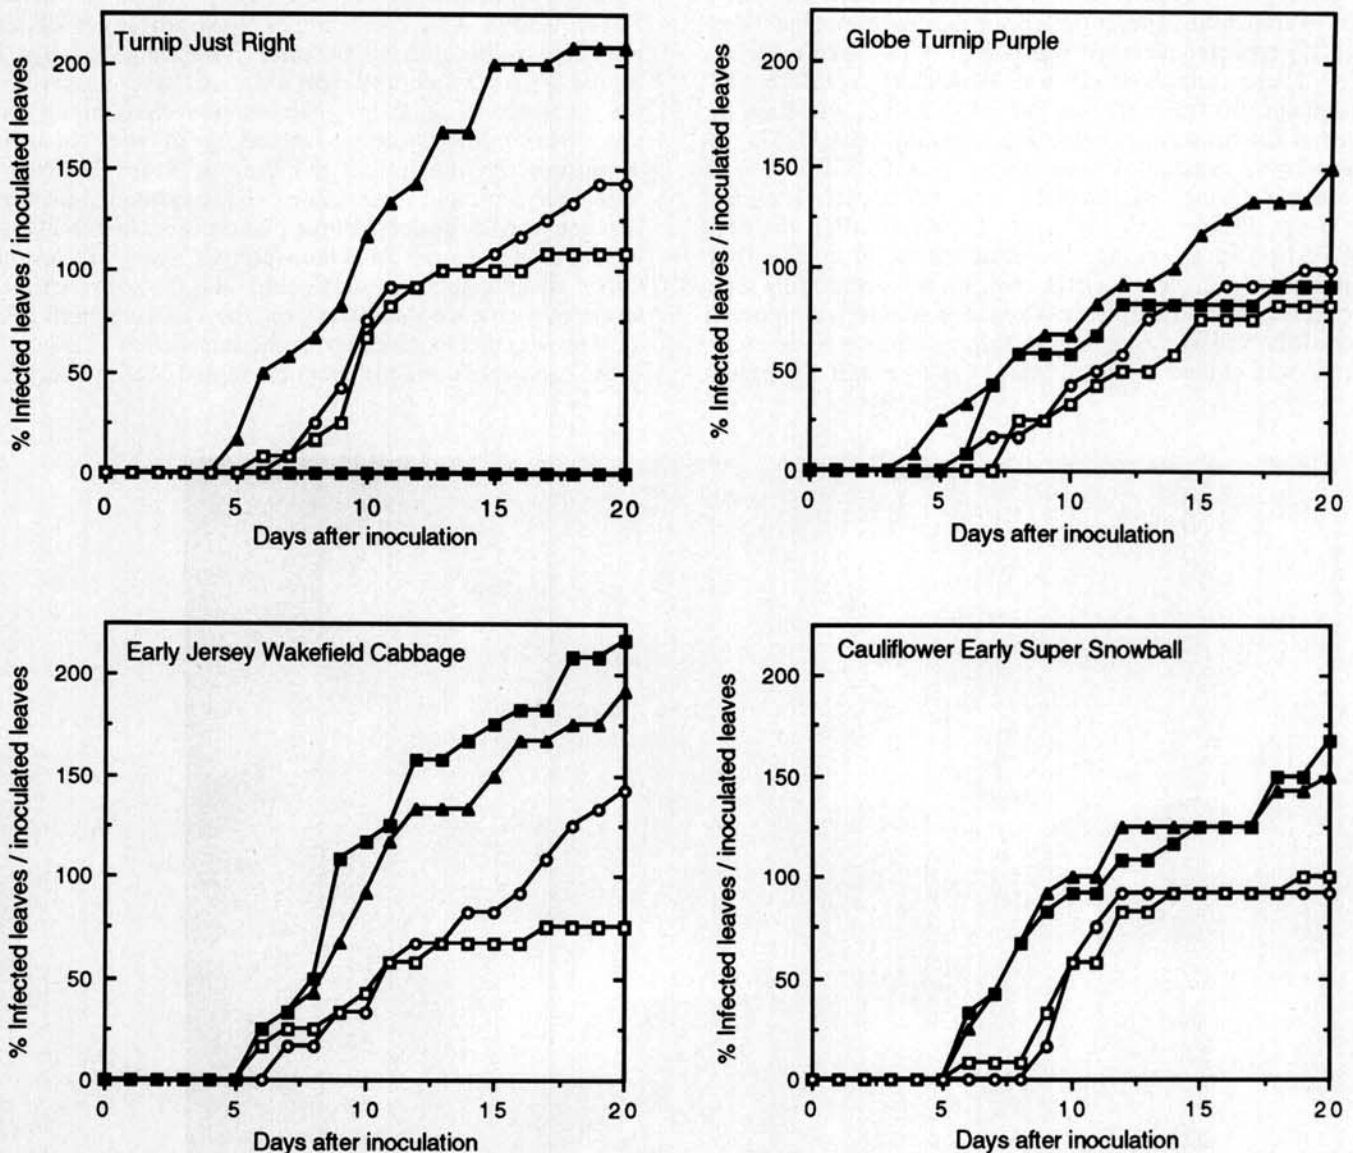 Turnip Just Right
% Infected leaves / inoculated leaves
200
150
100
50
0
0 5 10 15 20
Days after inoculation
Globe Turnip Purple
% Infected leaves / inoculated leaves
200
150
100
50
0
0 5 10 15 20
Days after inoculation
Early Jersey Wakefield Cabbage
% Infected leaves / inoculated leaves
200
150
100
50
0
0 5 10 15 20
Days after inoculation
Cauliflower Early Super Snowball
% Infected leaves / inoculated leaves
200
150
100
50
0
0 5 10 15 20
Days after inoculation